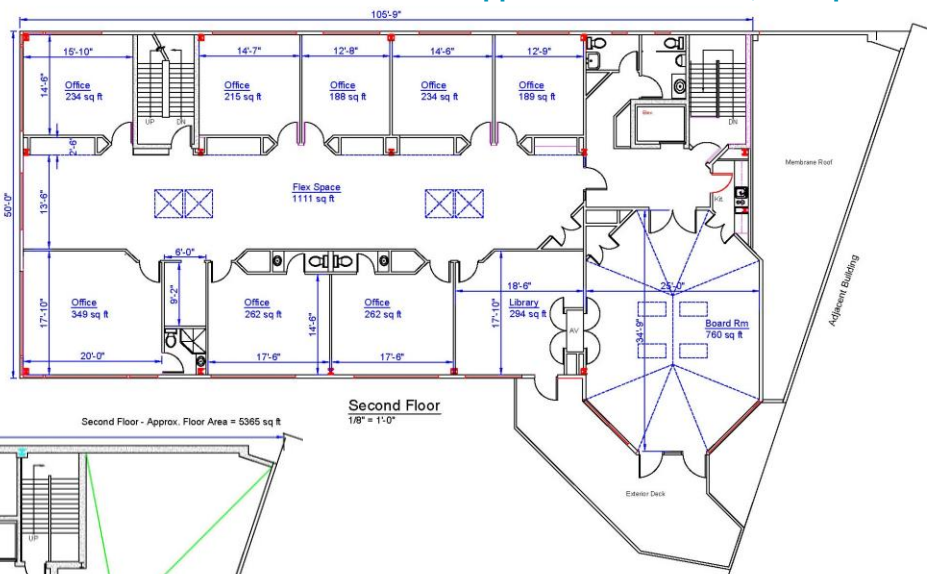 105'-9"
15'-10"
14'-7"
12'-8"
14'-6"
12'-9"
14'-6"
Office
234 sq ft
Office
215 sq ft
Office
188 sq ft
Office
234 sq ft
Office
189 sq ft
UP
DN
Elev
DN
2'-6"
Membrane Roof
50'-0"
13'-6"
Flex Space
1111 sq ft
Kit.
6'-0"
17'-10"
9'-2"
Office
349 sq ft
Office
262 sq ft
14'-6"
Office
262 sq ft
18'-6"
17'-10"
Library
294 sq ft
25'-0"
34'-9"
AV
Board Rm
760 sq ft
Adjacent Building
20'-0"
17'-6"
17'-6"
Second Floor
1/8" = 1'-0"
Second Floor - Approx. Floor Area = 5365 sq ft
Exterior Deck
UP